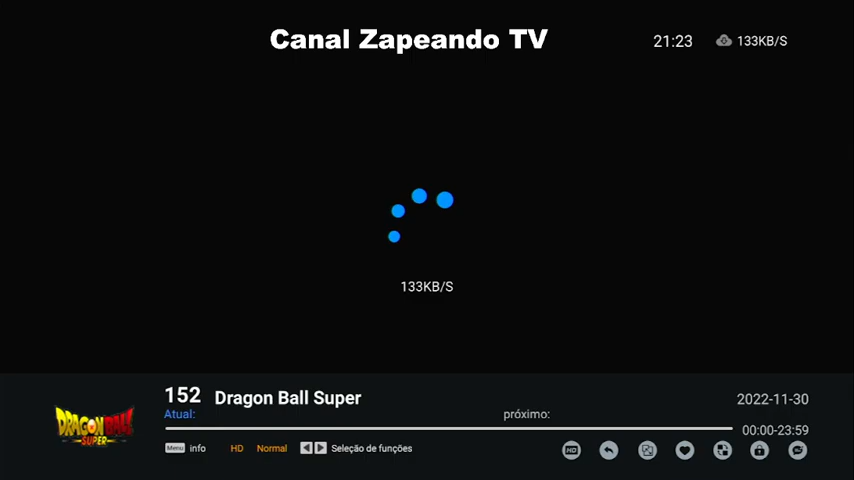 Canal Zapeando TV
21:23
133KB/S
133KB/S
152
Dragon Ball Super
2022-11-30
Atual:
próximo:
00:00-23:59
DRAGON BALL
SUPER
Menu info
HD
Normal
Seleção de funções
HD